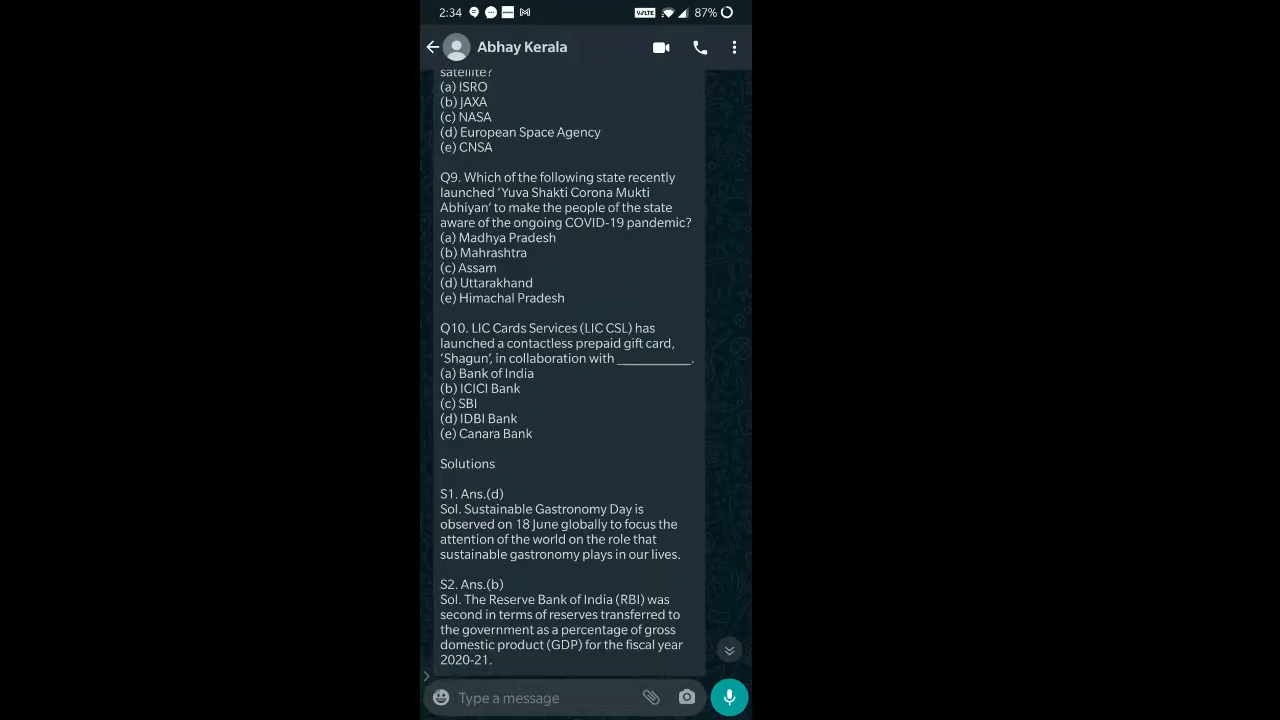 2:34
VoLTE
87%
Abhay Kerala
satellite?
(a) ISRO
(b) JAXA
(c) NASA
(d) European Space Agency
(e) CNSA
Q9. Which of the following state recently
launched ‘Yuva Shakti Corona Mukti
Abhiyan’ to make the people of the state
aware of the ongoing COVID-19 pandemic?
(a) Madhya Pradesh
(b) Mahrashtra
(c) Assam
(d) Uttarakhand
(e) Himachal Pradesh
Q10. LIC Cards Services (LIC CSL) has
launched a contactless prepaid gift card,
‘Shagun’, in collaboration with __________.
(a) Bank of India
(b) ICICI Bank
(c) SBI
(d) IDBI Bank
(e) Canara Bank
Solutions
S1. Ans.(d)
Sol. Sustainable Gastronomy Day is
observed on 18 June globally to focus the
attention of the world on the role that
sustainable gastronomy plays in our lives.
S2. Ans.(b)
Sol. The Reserve Bank of India (RBI) was
second in terms of reserves transferred to
the government as a percentage of gross
domestic product (GDP) for the fiscal year
2020-21.
Type a message